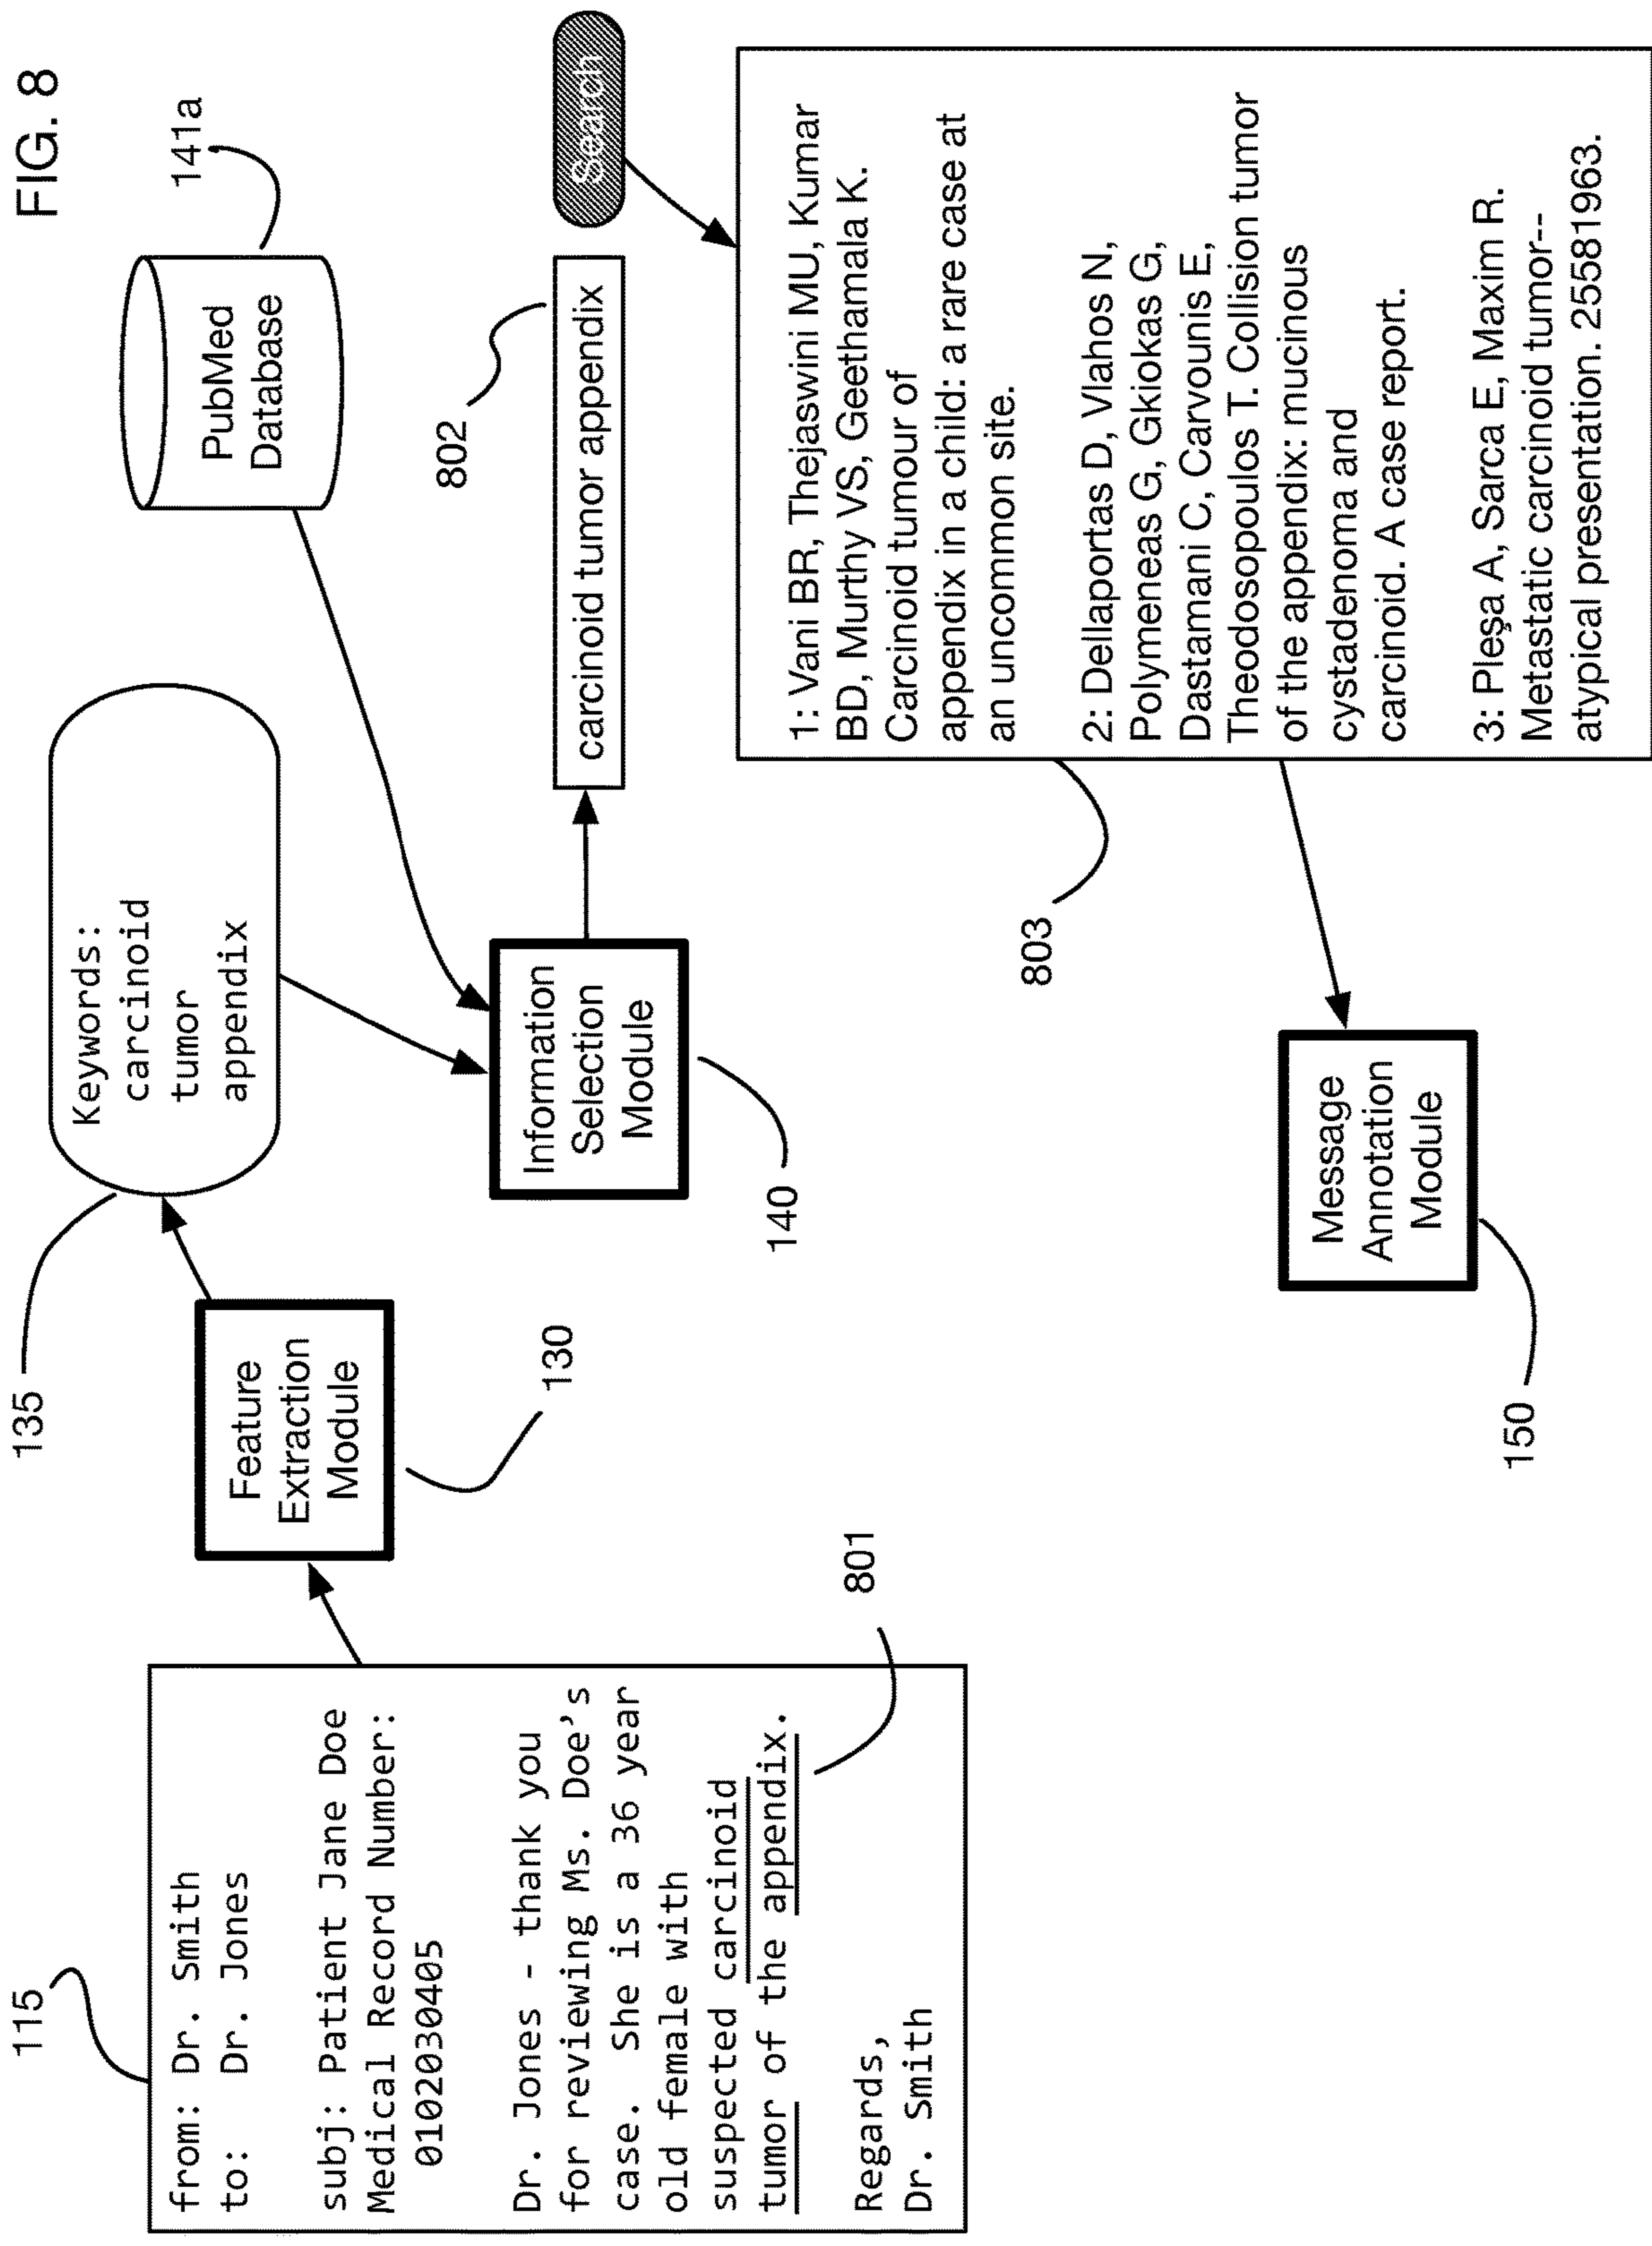 FIG. 8
115
from: Dr. Smith
to:   Dr. Jones
subj: Patient Jane Doe
Medical Record Number:
0102030405
Dr. Jones - thank you
for reviewing Ms. Doe's
case.  She is a 36 year
old female with
suspected carcinoid
tumor of the appendix.
Regards,
Dr. Smith
801
Feature
Extraction
Module
130
135
Keywords:
carcinoid
tumor
appendix
PubMed
Database
141a
Information
Selection
Module
140
802
carcinoid tumor appendix
Search
1: Vani BR, Thejaswini MU, Kumar
BD, Murthy VS, Geethamala K.
Carcinoid tumour of
appendix in a child: a rare case at
an uncommon site.
2: Dellaportas D, Vlahos N,
Polymeneas G, Gkiokas G,
Dastamani C, Carvounis E,
Theodosopoulos T. Collision tumor
of the appendix: mucinous
cystadenoma and
carcinoid. A case report.
3: Pleşa A, Sarca E, Maxim R.
Metastatic carcinoid tumor--
atypical presentation. 25581963.
803
Message
Annotation
Module
150